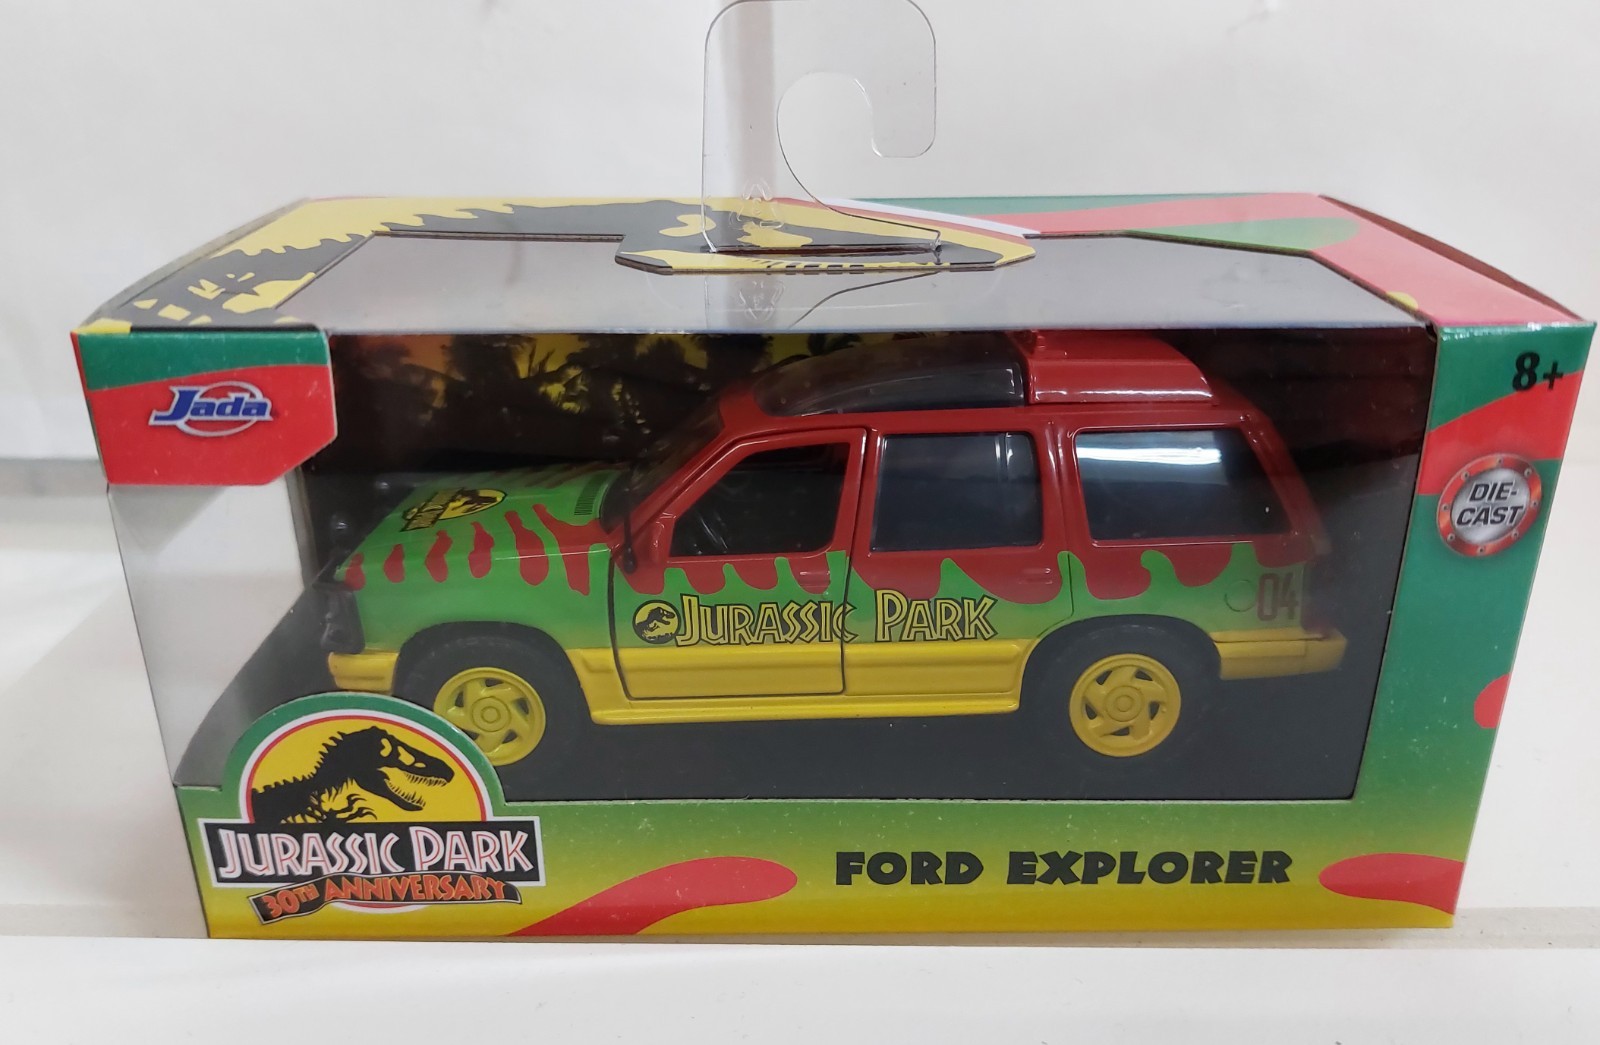 Jada
8+
DIE-
CAST
JURASSIC PARK
04
JURASSIC PARK
30TH ANNIVERSARY
FORD EXPLORER